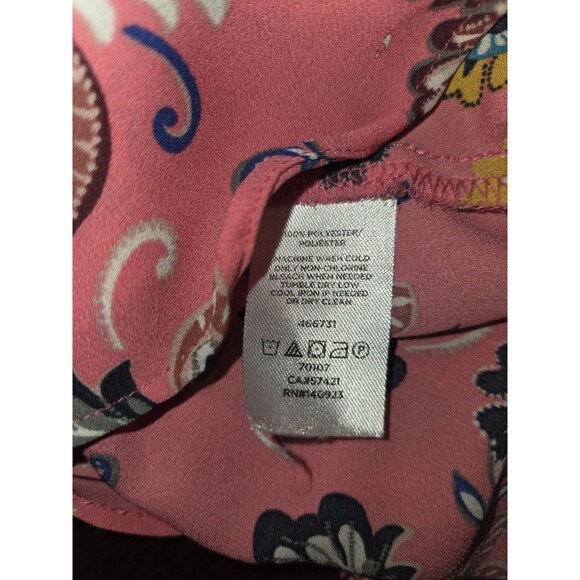 100% POLYESTER/
POLIESTER
MACHINE WASH COLD
ONLY NON-CHLORINE
BLEACH WHEN NEEDED
TUMBLE DRY LOW
COOL IRON IF NEEDED
OR DRY CLEAN
466731
70107
CA#57421
RN#140923